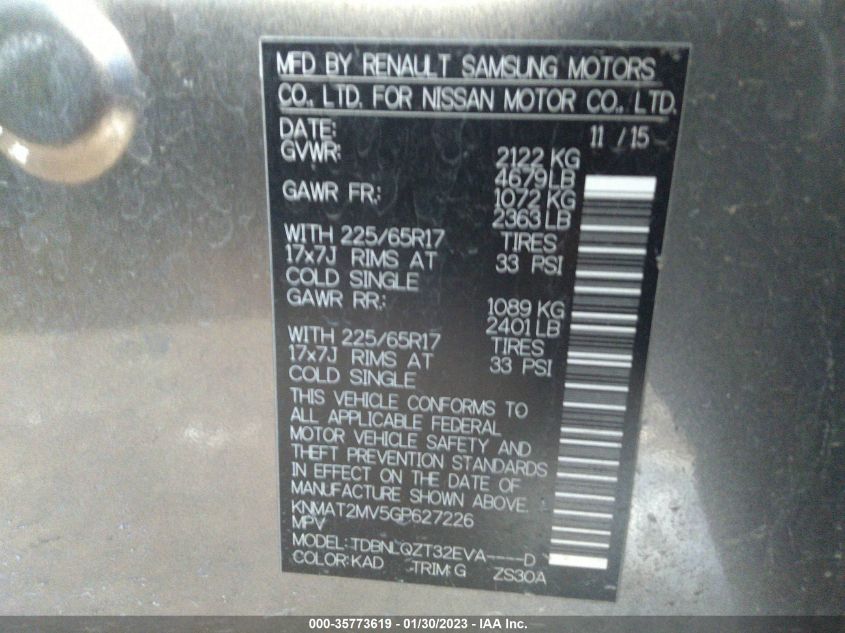 MFD BY RENAULT SAMSUNG MOTORS
CO., LTD. FOR NISSAN MOTOR CO., LTD.
DATE: 11 / 15
GVWR: 2122 KG
4679 LB
GAWR FR.: 1072 KG
2363 LB
WITH 225/65R17 TIRES
17x7J RIMS AT 33 PSI
COLD SINGLE
GAWR RR.: 1089 KG
2401 LB
WITH 225/65R17 TIRES
17x7J RIMS AT 33 PSI
COLD SINGLE
THIS VEHICLE CONFORMS TO
ALL APPLICABLE FEDERAL
MOTOR VEHICLE SAFETY AND
THEFT PREVENTION STANDARDS
IN EFFECT ON THE DATE OF
MANUFACTURE SHOWN ABOVE.
KNMAT2MV5GP627226
MPV
MODEL: TDBNLQZT32EVA----D
COLOR: KAD TRIM: G ZS30A
000-35773619 - 01/30/2023 - IAA Inc.